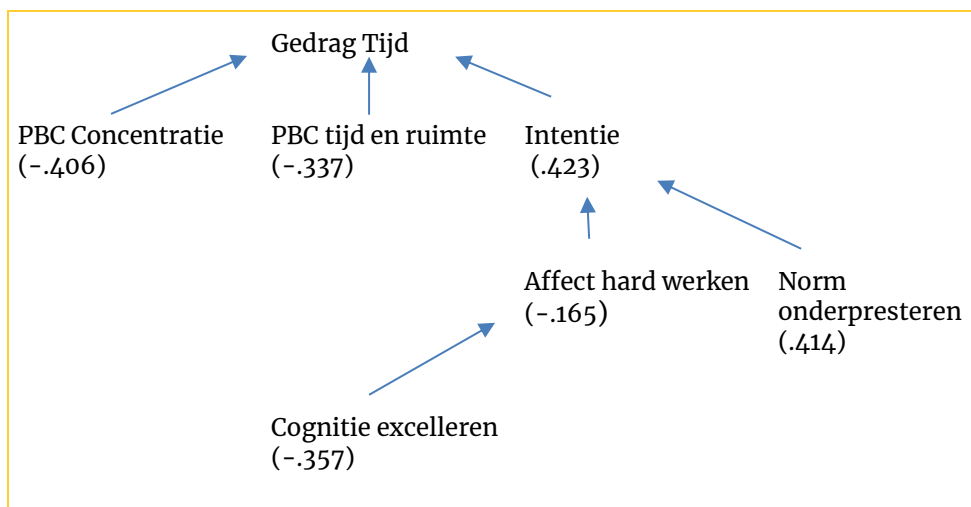 Gedrag Tijd
PBC Concentratie
(-.406)
PBC tijd en ruimte
(-.337)
Intentie
(.423)
Affect hard werken
(-.165)
Norm
onderpresteren
(.414)
Cognitie excelleren
(-.357)